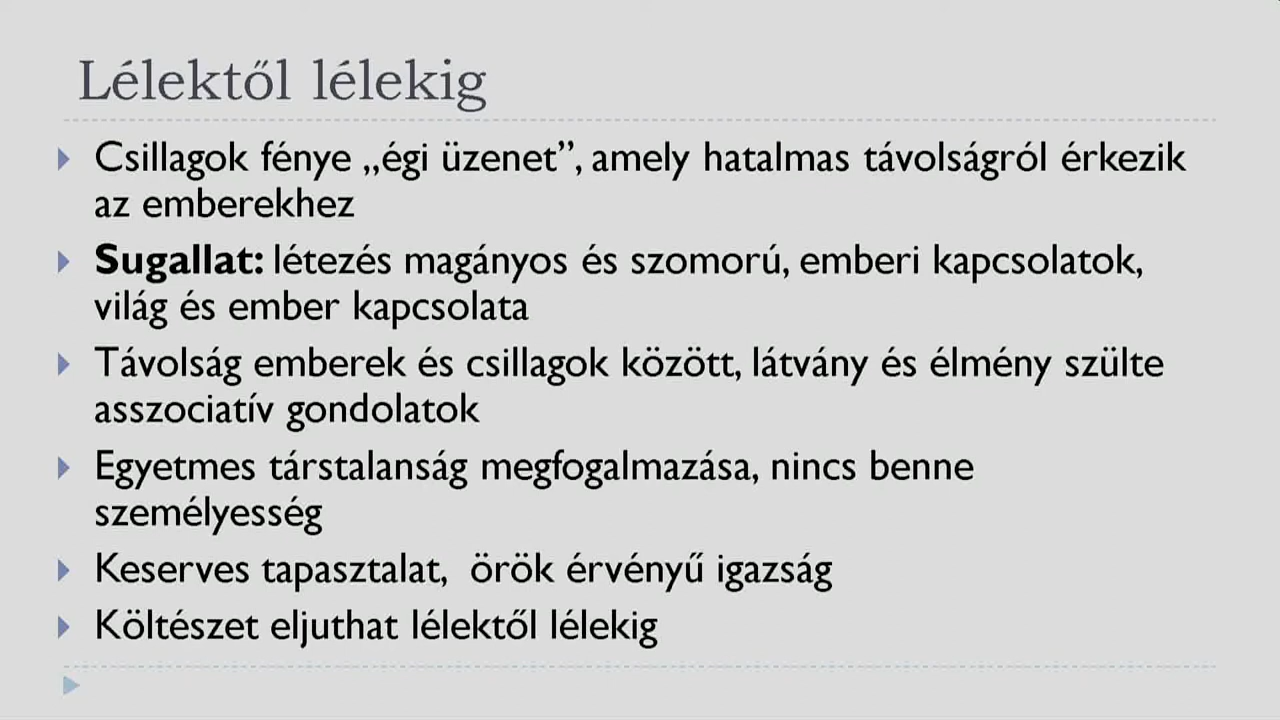 Lélektől lélekig
Csillagok fénye „égi üzenet”, amely hatalmas távolságról érkezik
az emberekhez
Sugallat: létezés magányos és szomorú, emberi kapcsolatok,
világ és ember kapcsolata
Távolság emberek és csillagok között, látvány és élmény szülte
asszociatív gondolatok
Egyetmes társtalanság megfogalmazása, nincs benne
személyesség
Keserves tapasztalat,  örök érvényű igazság
Költészet eljuthat lélektől lélekig